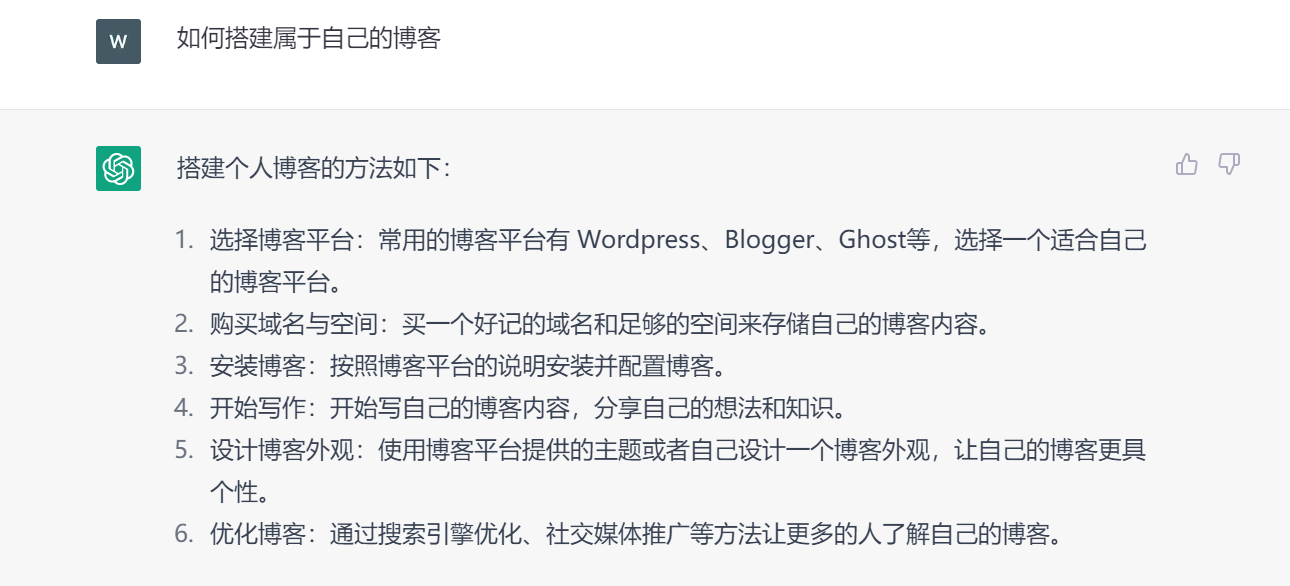 W
如何搭建属于自己的博客
搭建个人博客的方法如下：
1. 选择博客平台：常用的博客平台有 Wordpress、Blogger、Ghost等，选择一个适合自己
的博客平台。
2. 购买域名与空间：买一个好记的域名和足够的空间来存储自己的博客内容。
3. 安装博客：按照博客平台的说明安装并配置博客。
4. 开始写作：开始写自己的博客内容，分享自己的想法和知识。
5. 设计博客外观：使用博客平台提供的主题或者自己设计一个博客外观，让自己的博客更具
个性。
6. 优化博客：通过搜索引擎优化、社交媒体推广等方法让更多的人了解自己的博客。